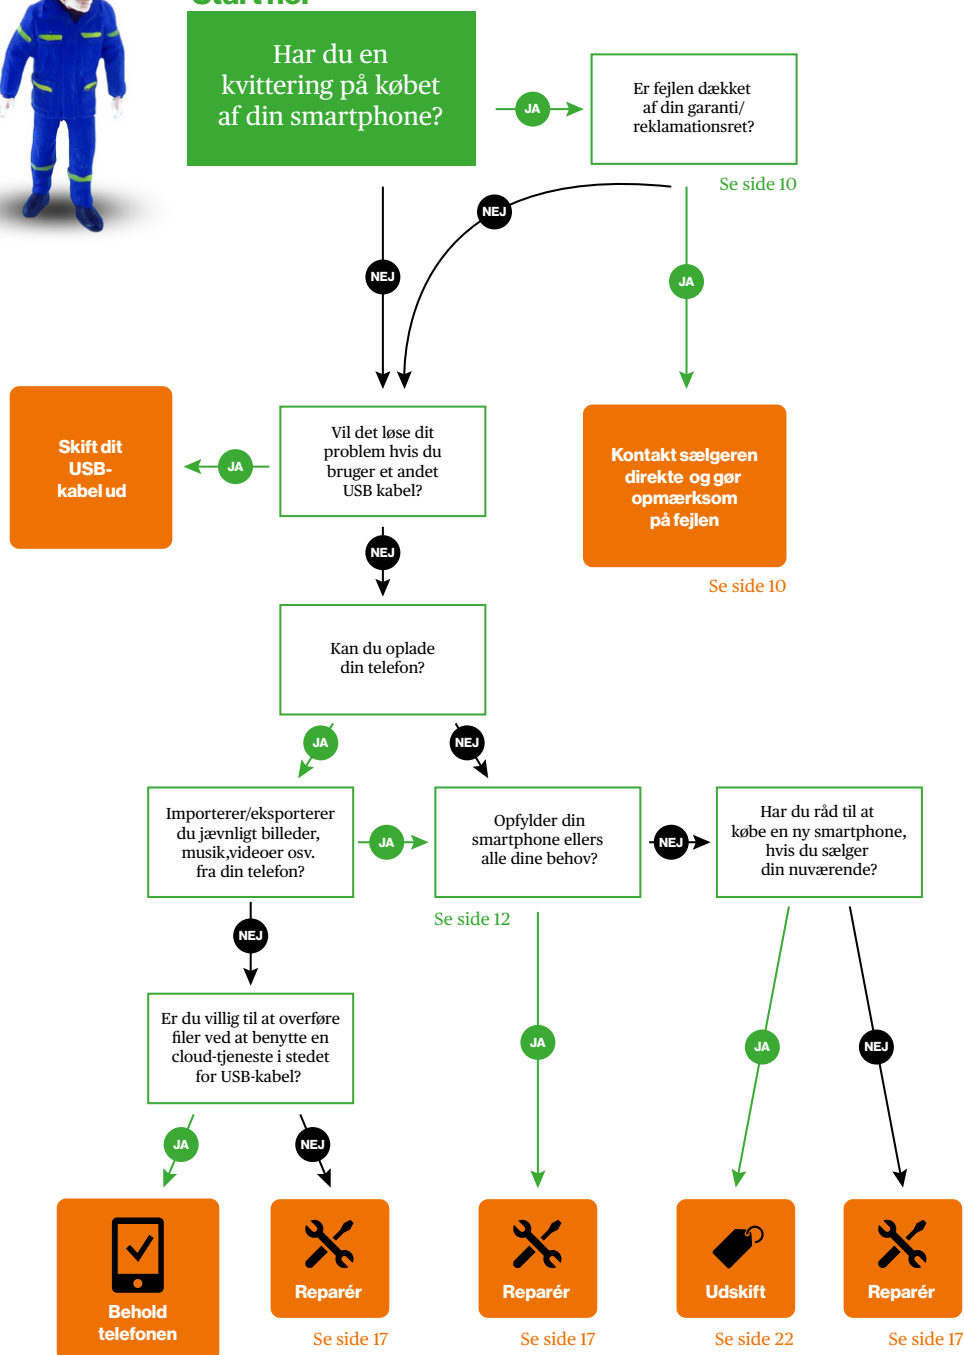 Start her
Har du en
kvittering på købet
af din smartphone?
JA
Er fejlen dækket
af din garanti/
reklamationsret?
Se side 10
NEJ
NEJ
JA
Skift dit
USB-
kabel ud
JA
Vil det løse dit
problem hvis du
bruger et andet
USB kabel?
Kontakt sælgeren
direkte og gør
opmærksom
på fejlen
Se side 10
NEJ
Kan du oplade
din telefon?
JA
NEJ
Importerer/eksporterer
du jævnligt billeder,
musik,videoer osv.
fra din telefon?
JA
Opfylder din
smartphone ellers
alle dine behov?
Se side 12
NEJ
Har du råd til at
købe en ny smartphone,
hvis du sælger
din nuværende?
NEJ
Er du villig til at overføre
filer ved at benytte en
cloud-tjeneste i stedet
for USB-kabel?
JA
JA
NEJ
JA
NEJ
Behold
telefonen
Reparér
Se side 17
Reparér
Se side 17
Udskift
Se side 22
Reparér
Se side 17